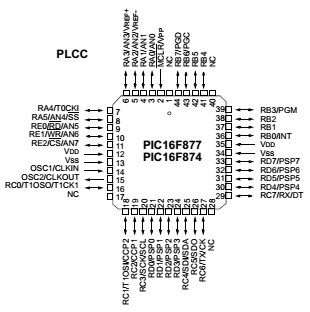 PLCC
RA3/AN3/VREF+
RA2/AN2/VREF-
RA1/AN1
RA0/AN0
MCLR/VPP
NC
RB7/PGD
RB6/PGC
RB5
RB4
NC
6
5
4
3
2
1
44
43
42
41
40
RA4/T0CKI 7
RA5/AN4/SS 8
RE0/RD/AN5 9
RE1/WR/AN6 10
RE2/CS/AN7 11
VDD 12
VSS 13
OSC1/CLKIN 14
OSC2/CLKOUT 15
RC0/T1OSO/T1CK1 16
NC 17
PIC16F877
PIC16F874
39 RB3/PGM
38 RB2
37 RB1
36 RB0/INT
35 VDD
34 VSS
33 RD7/PSP7
32 RD6/PSP6
31 RD5/PSP5
30 RD4/PSP4
29 RC7/RX/DT
18
19
20
21
22
23
24
25
26
27
28
RC1/T1OSI/CCP2
RC2/CCP1
RC3/SCK/SCL
RD0/PSP0
RD1/PSP1
RD2/PSP2
RD3/PSP3
RC4/SDI/SDA
RC5/SDO
RC6/TX/CK
NC